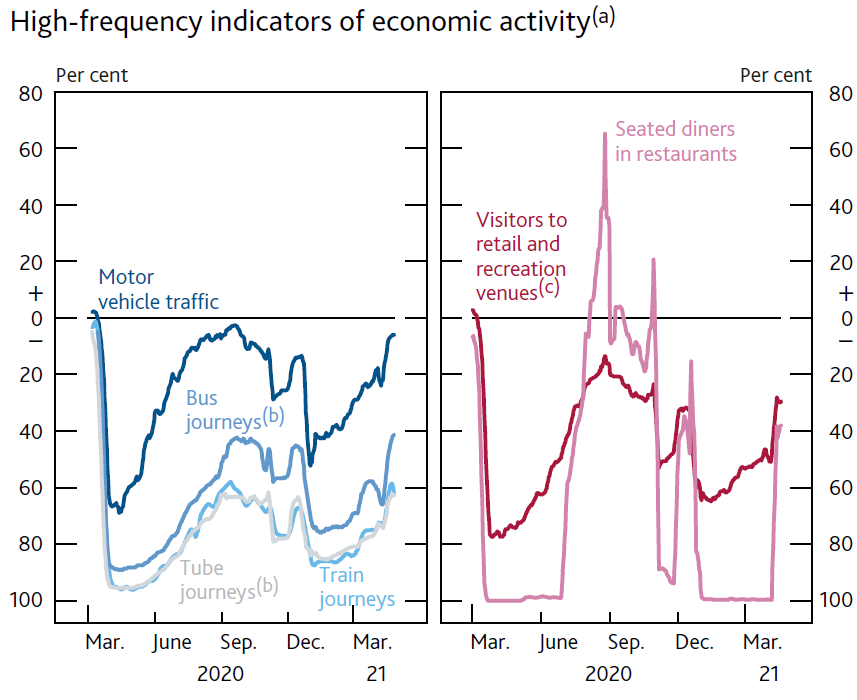 High-frequency indicators of economic activity(a)
Per cent
Per cent
80
60
40
20
+
0
−
20
40
60
80
100
Motor
vehicle traffic
Bus
journeys(b)
Tube
journeys(b)
Train
journeys
Mar.
June
Sep.
Dec.
Mar.
2020
21
Seated diners
in restaurants
Visitors to
retail and
recreation
venues(c)
80
60
40
20
+
0
−
20
40
60
80
100
Mar.
June
Sep.
Dec.
Mar.
2020
21